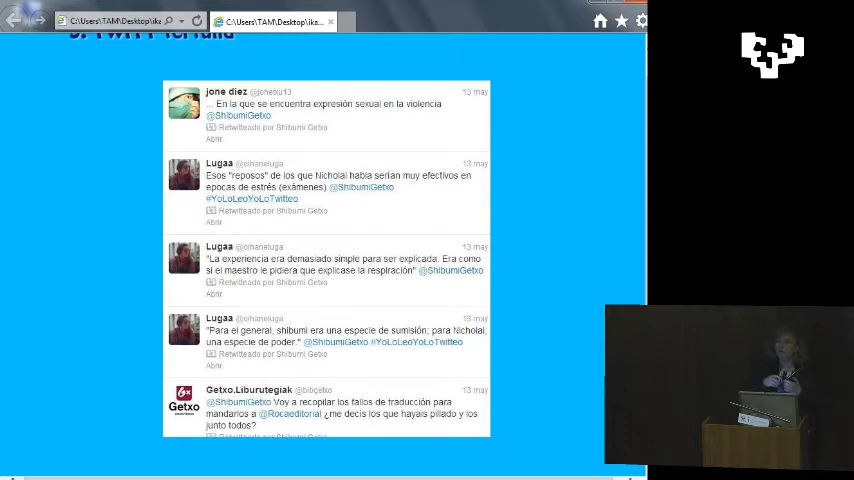 C:\Users\TAM\Desktop\ika
C:\Users\TAM\Desktop\ika...
jone diez @jonetxu13 13 may
... En la que se encuentra expresión sexual en la violencia
@ShibumiGetxo
Retwitteado por Shibumi Getxo
Abrir
Lugaa @oihaneluga 13 may
Esos "reposos" de los que Nicholai habla serían muy efectivos en
epocas de estrés (exámenes) @ShibumiGetxo
#YoLoLeoYoLoTwitteo
Retwitteado por Shibumi Getxo
Abrir
Lugaa @oihaneluga 13 may
"La experiencia era demasiado simple para ser explicada. Era como
si el maestro le pidiera que explicase la respiración" @ShibumiGetxo
Retwitteado por Shibumi Getxo
Abrir
Lugaa @oihaneluga 13 may
"Para el general, shibumi era una especie de sumisión; para Nicholai,
una especie de poder." @ShibumiGetxo #YoLoLeoYoLoTwitteo
Retwitteado por Shibumi Getxo
Abrir
Getxo.Liburutegiak @bibgetxo 13 may
@ShibumiGetxo Voy a recopilar los fallos de traducción para
mandarlos a @Rocaeditorial ¿me decís los que hayais pillado y los
junto todos?
Getxo